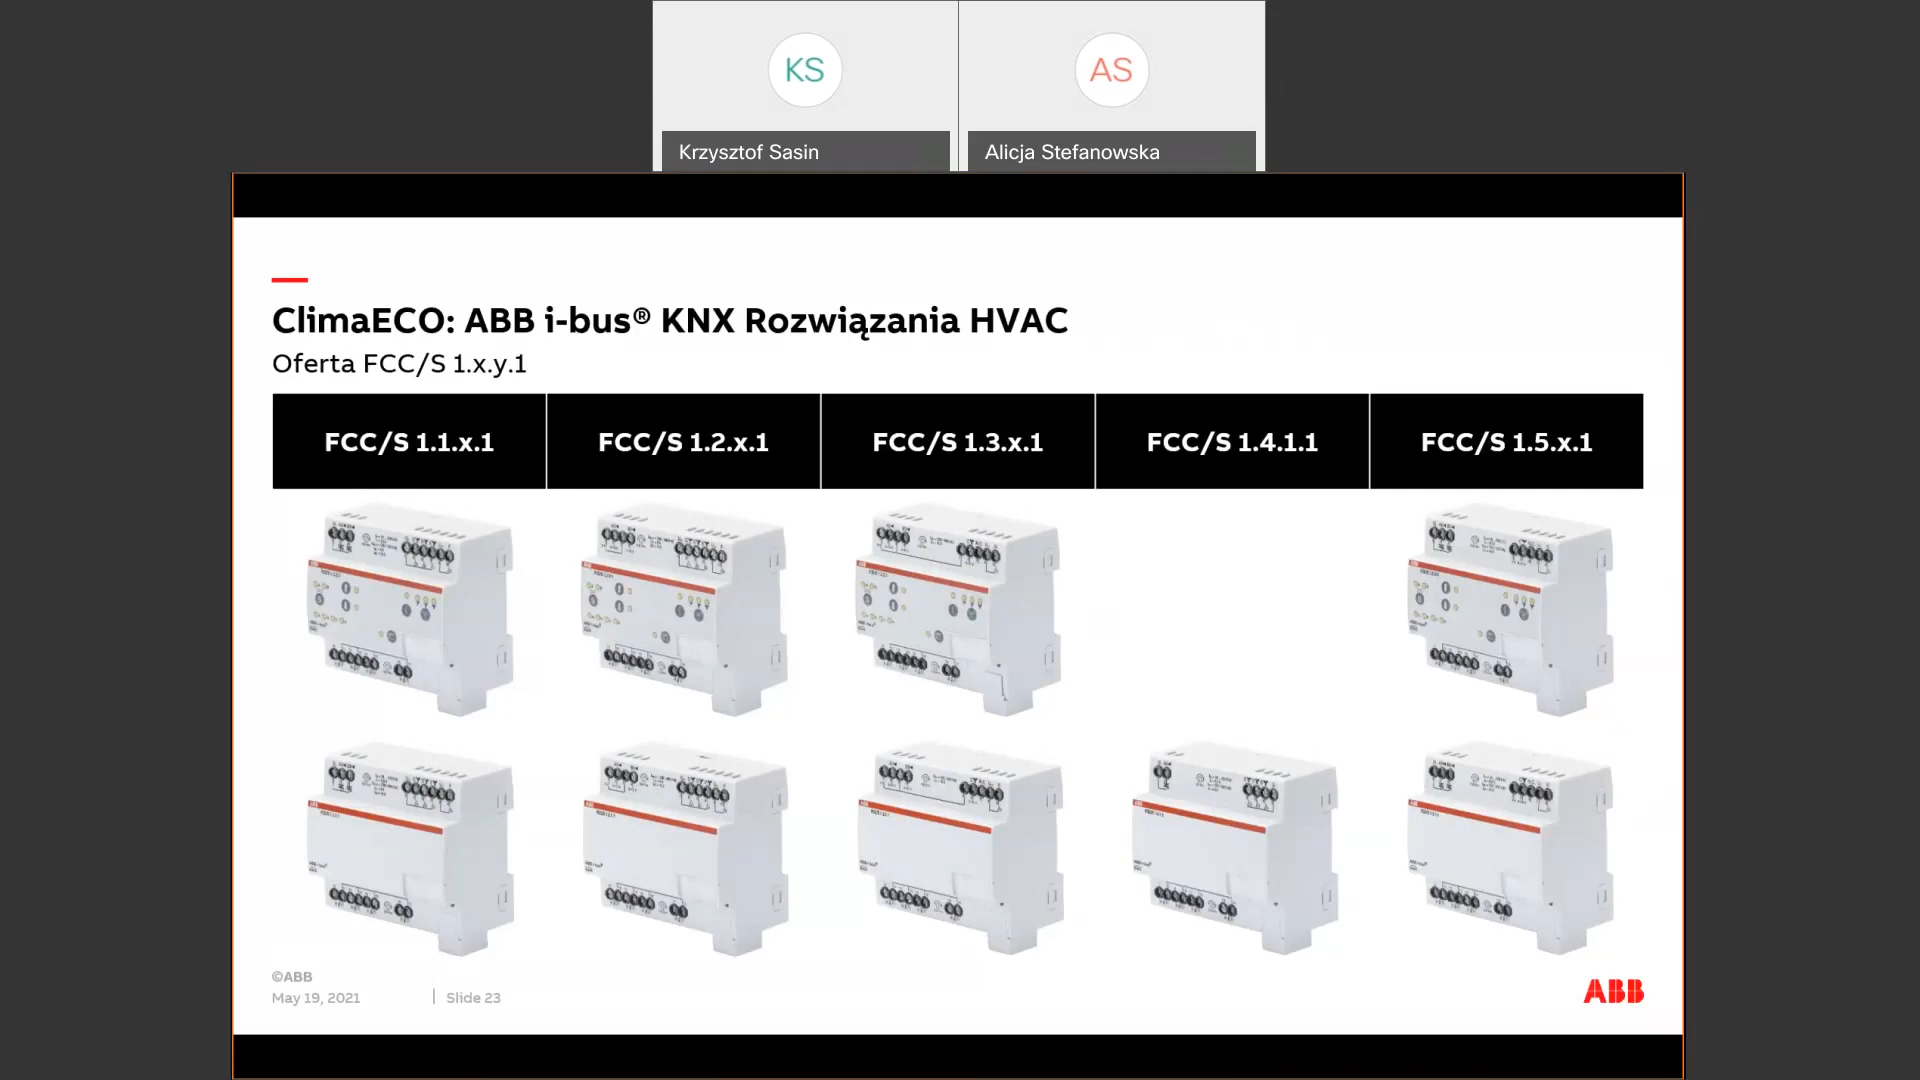 KS
AS
Krzysztof Sasin
Alicja Stefanowska
ClimaECO: ABB i-bus® KNX Rozwiązania HVAC
Oferta FCC/S 1.x.y.1
FCC/S 1.1.x.1
FCC/S 1.2.x.1
FCC/S 1.3.x.1
FCC/S 1.4.1.1
FCC/S 1.5.x.1
©ABB
May 19, 2021
Slide 23
ABB